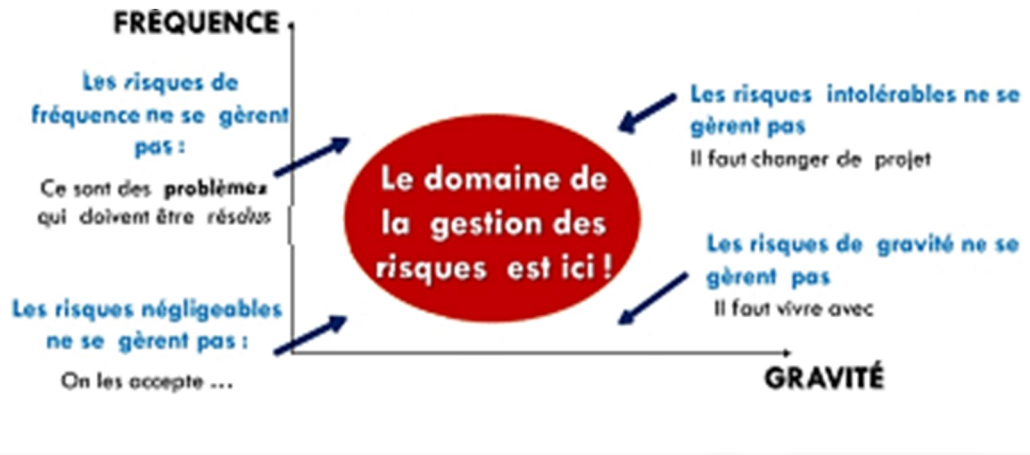 FRÉQUENCE
Les risques de
fréquence ne se gèrent
pas :
Ce sont des problèmes
qui doivent être résolus
Les risques intolérables ne se
gèrent pas
Il faut changer de projet
Le domaine de
la gestion des
risques est ici !
Les risques de gravité ne se
gèrent pas
Il faut vivre avec
Les risques négligeables
ne se gèrent pas :
On les accepte ...
GRAVITÉ